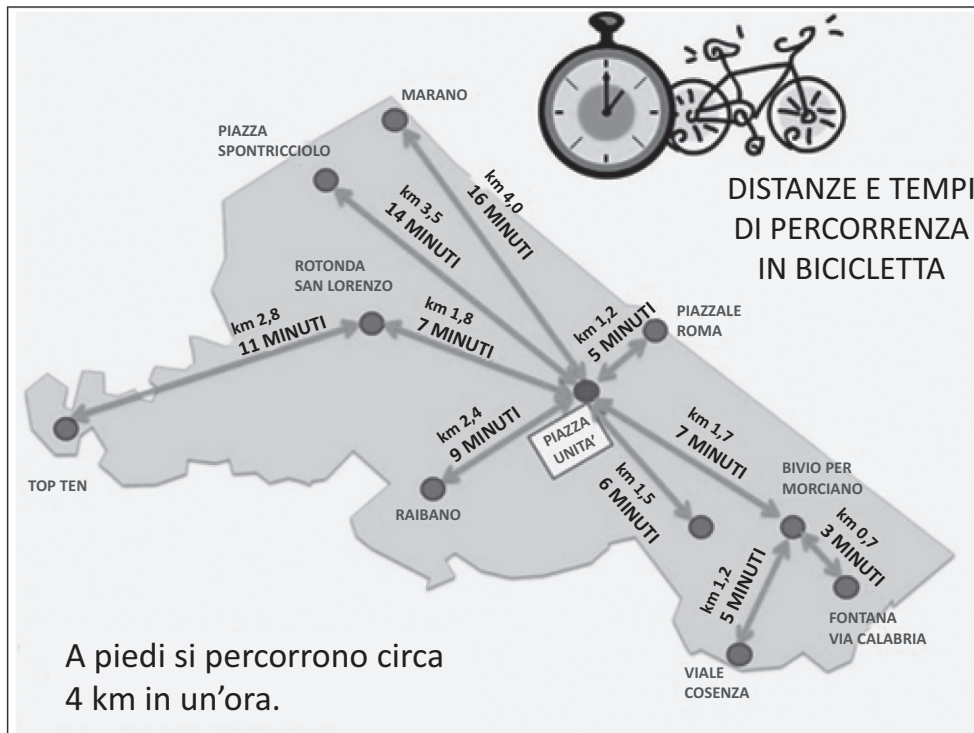 MARANO
PIAZZA
SPONTRICCIOLO
km 4,0
16 MINUTI
km 3,5
14 MINUTI
DISTANZE E TEMPI
DI PERCORRENZA
IN BICICLETTA
ROTONDA
SAN LORENZO
km 2,8
11 MINUTI
km 1,8
7 MINUTI
km 1,2
5 MINUTI
PIAZZALE
ROMA
TOP TEN
km 2,4
9 MINUTI
RAIBANO
PIAZZA
UNITA'
km 1,7
7 MINUTI
km 1,5
6 MINUTI
BIVIO PER
MORCIANO
km 0,7
3 MINUTI
km 1,2
5 MINUTI
FONTANA
VIA CALABRIA
VIALE
COSENZA
A piedi si percorrono circa
4 km in un'ora.